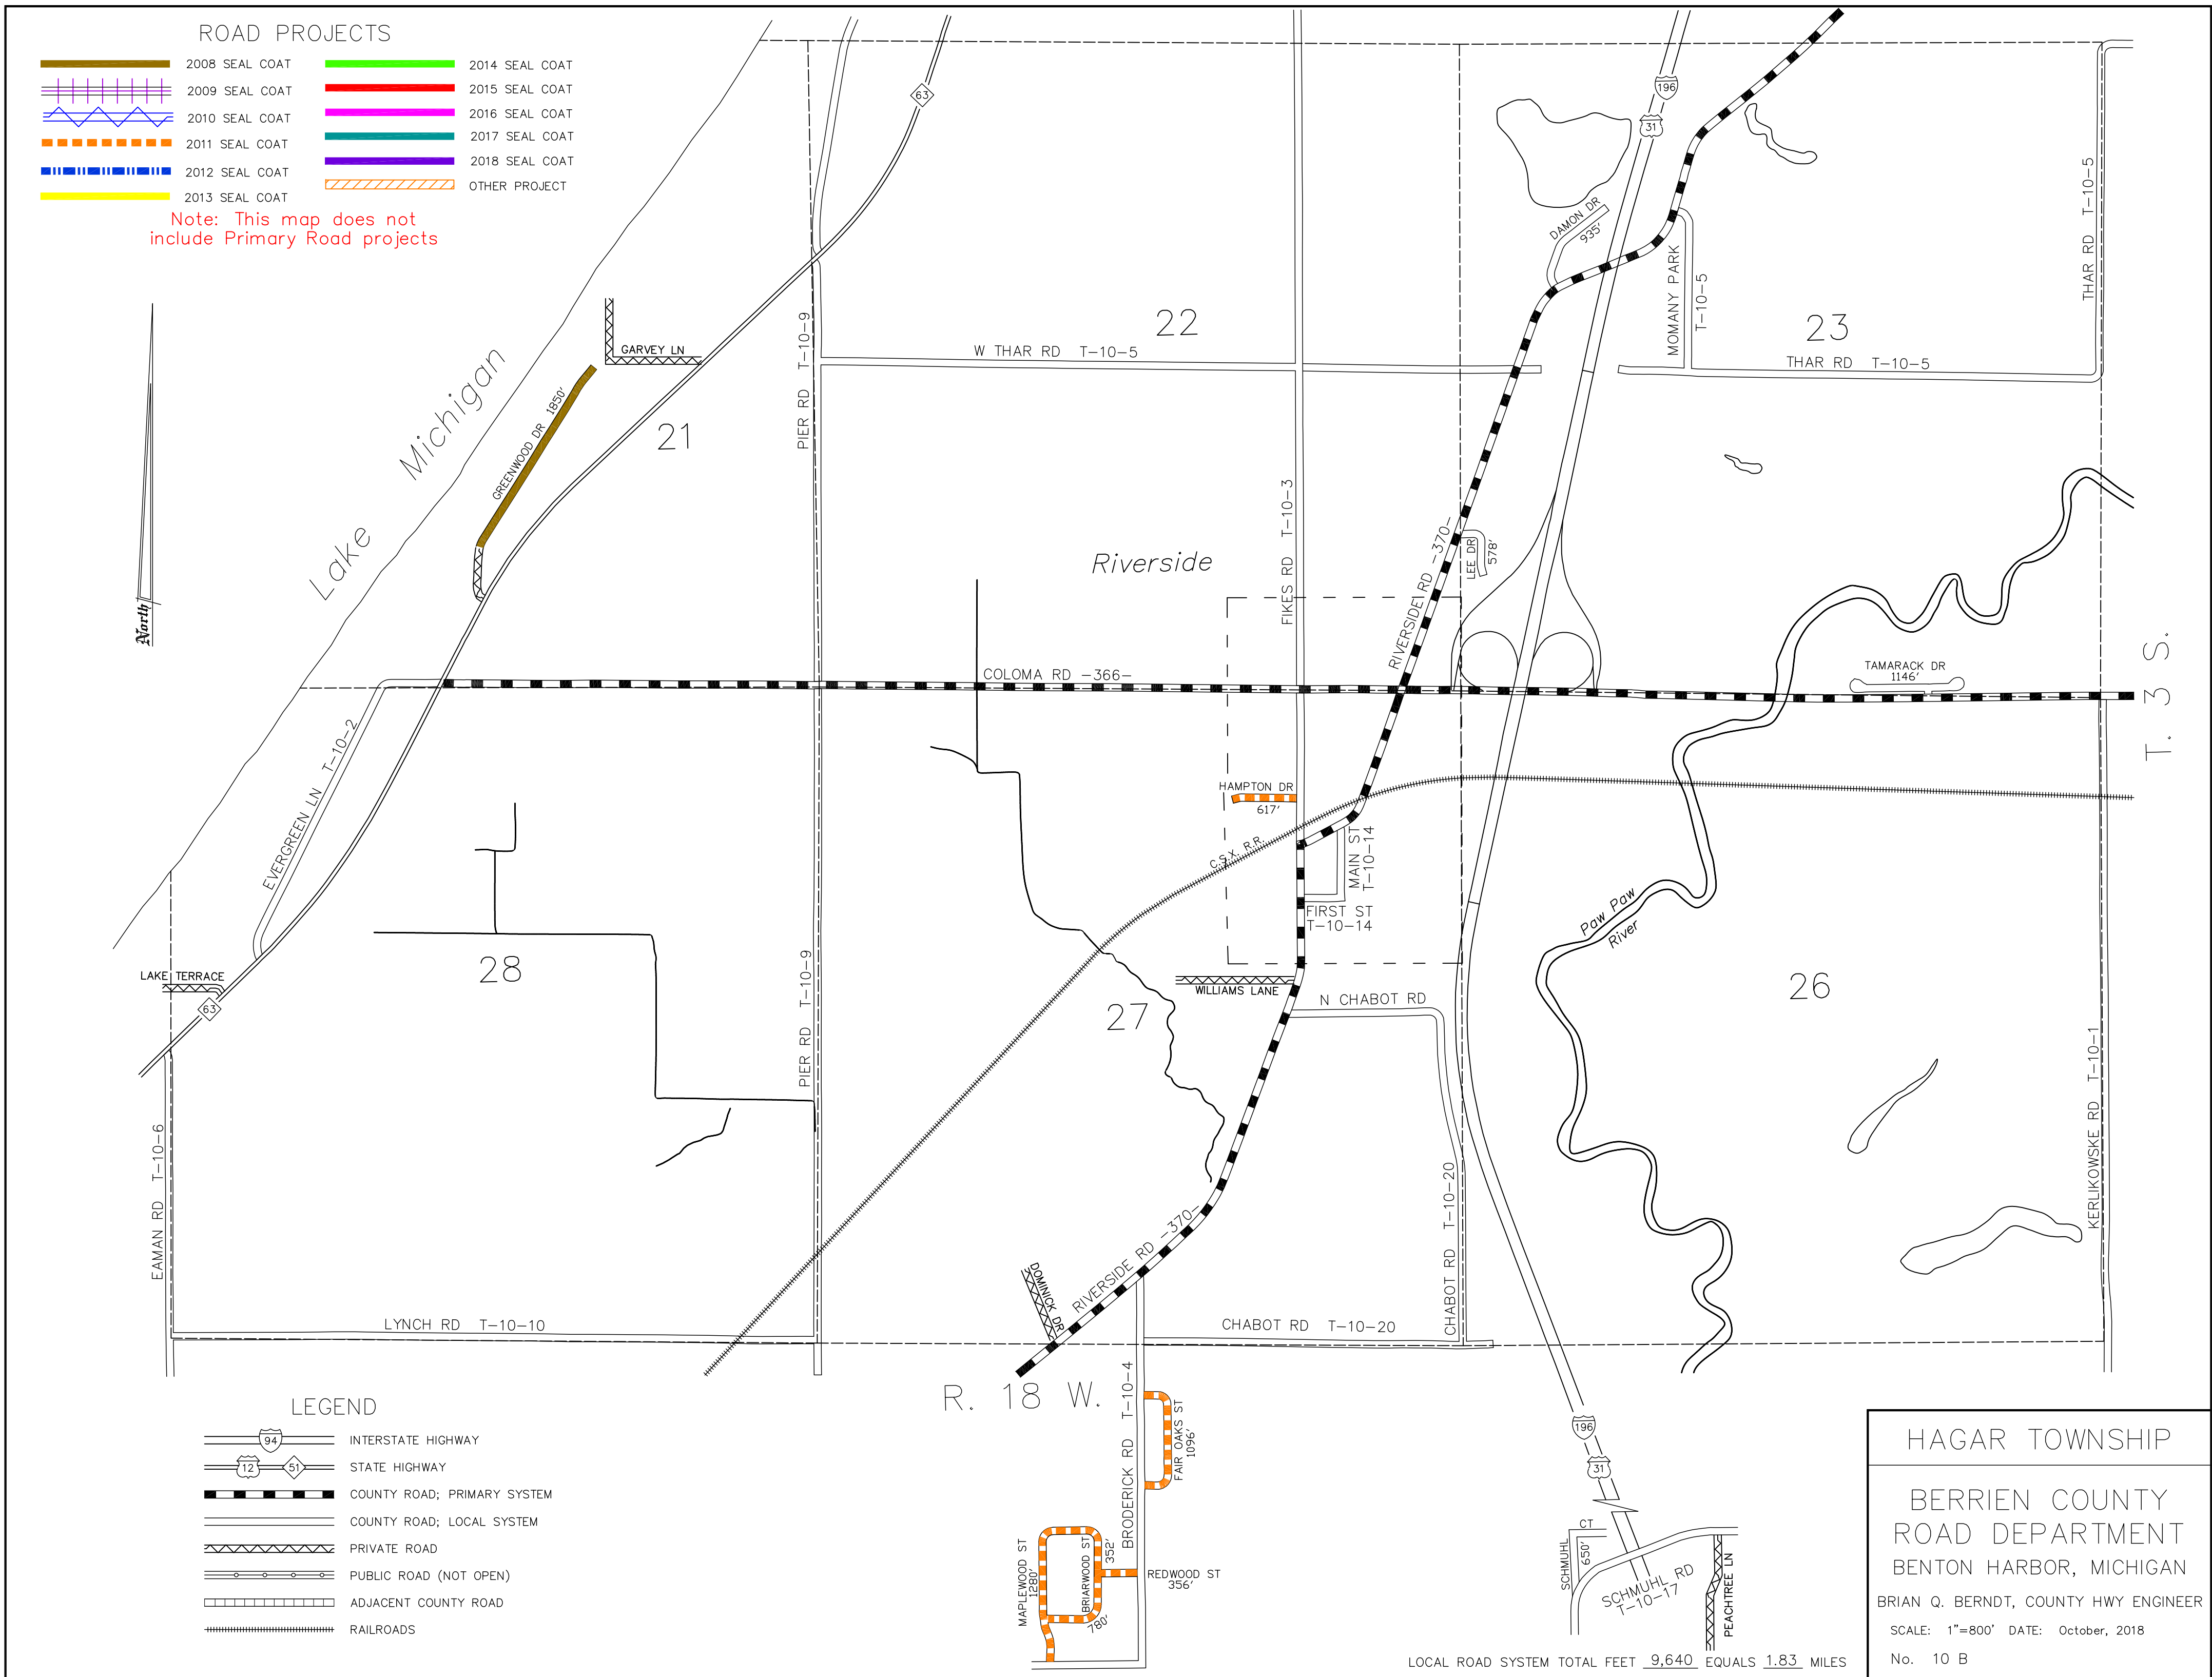 ROAD PROJECTS
2008 SEAL COAT
2009 SEAL COAT
2010 SEAL COAT
2011 SEAL COAT
2012 SEAL COAT
2013 SEAL COAT
2014 SEAL COAT
2015 SEAL COAT
2016 SEAL COAT
2017 SEAL COAT
2018 SEAL COAT
OTHER PROJECT
Note: This map does not
include Primary Road projects
North
Lake Michigan
63
196
31
DAMON DR
935'
MOMANY PARK
T-10-5
THAR RD T-10-5
22
23
GARVEY LN
PIER RD T-10-9
W THAR RD T-10-5
THAR RD T-10-5
GREENWOOD DR 1850'
21
FIKES RD T-10-3
Riverside
RIVERSIDE RD -370-
LEE DR
578'
COLOMA RD -366-
TAMARACK DR
1146'
T. 3 S.
EVERGREEN LN T-10-2
HAMPTON DR
617'
C.S.X. R.R.
MAIN ST
T-10-14
FIRST ST
T-10-14
Paw Paw
River
LAKE TERRACE
63
28
PIER RD T-10-9
WILLIAMS LANE
27
N CHABOT RD
26
EAMAN RD T-10-6
KERLIKOWSKE RD T-10-1
CHABOT RD T-10-20
RIVERSIDE RD -370-
DOMINICK DR
LYNCH RD T-10-10
CHABOT RD T-10-20
R. 18 W.
BRODERICK RD T-10-4
FAIR OAKS ST
1096'
MAPLEWOOD ST
1280'
BRIARWOOD ST
352'
780'
REDWOOD ST
356'
196
31
SCHMUHL CT
650'
SCHMUHL RD
T-10-17
PEACHTREE LN
LEGEND
94 INTERSTATE HIGHWAY
12 51 STATE HIGHWAY
COUNTY ROAD; PRIMARY SYSTEM
COUNTY ROAD; LOCAL SYSTEM
PRIVATE ROAD
PUBLIC ROAD (NOT OPEN)
ADJACENT COUNTY ROAD
RAILROADS
LOCAL ROAD SYSTEM TOTAL FEET 9,640 EQUALS 1.83 MILES
HAGAR TOWNSHIP
BERRIEN COUNTY
ROAD DEPARTMENT
BENTON HARBOR, MICHIGAN
BRIAN Q. BERNDT, COUNTY HWY ENGINEER
SCALE: 1"=800' DATE: October, 2018
No. 10 B